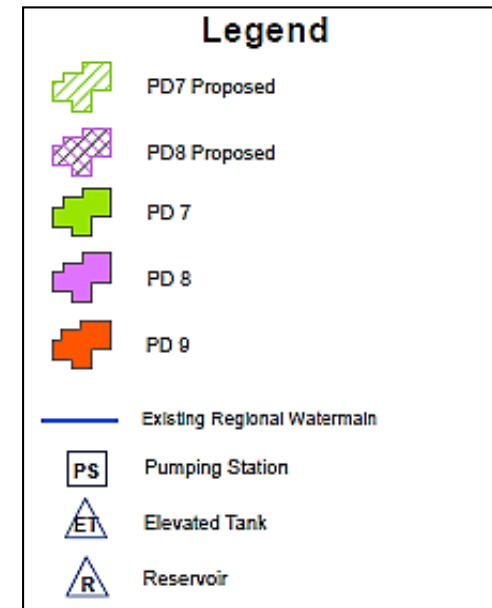 Legend
PD7 Proposed
PD8 Proposed
PD 7
PD 8
PD 9
Existing Regional Watermain
PS Pumping Station
ET Elevated Tank
R Reservoir